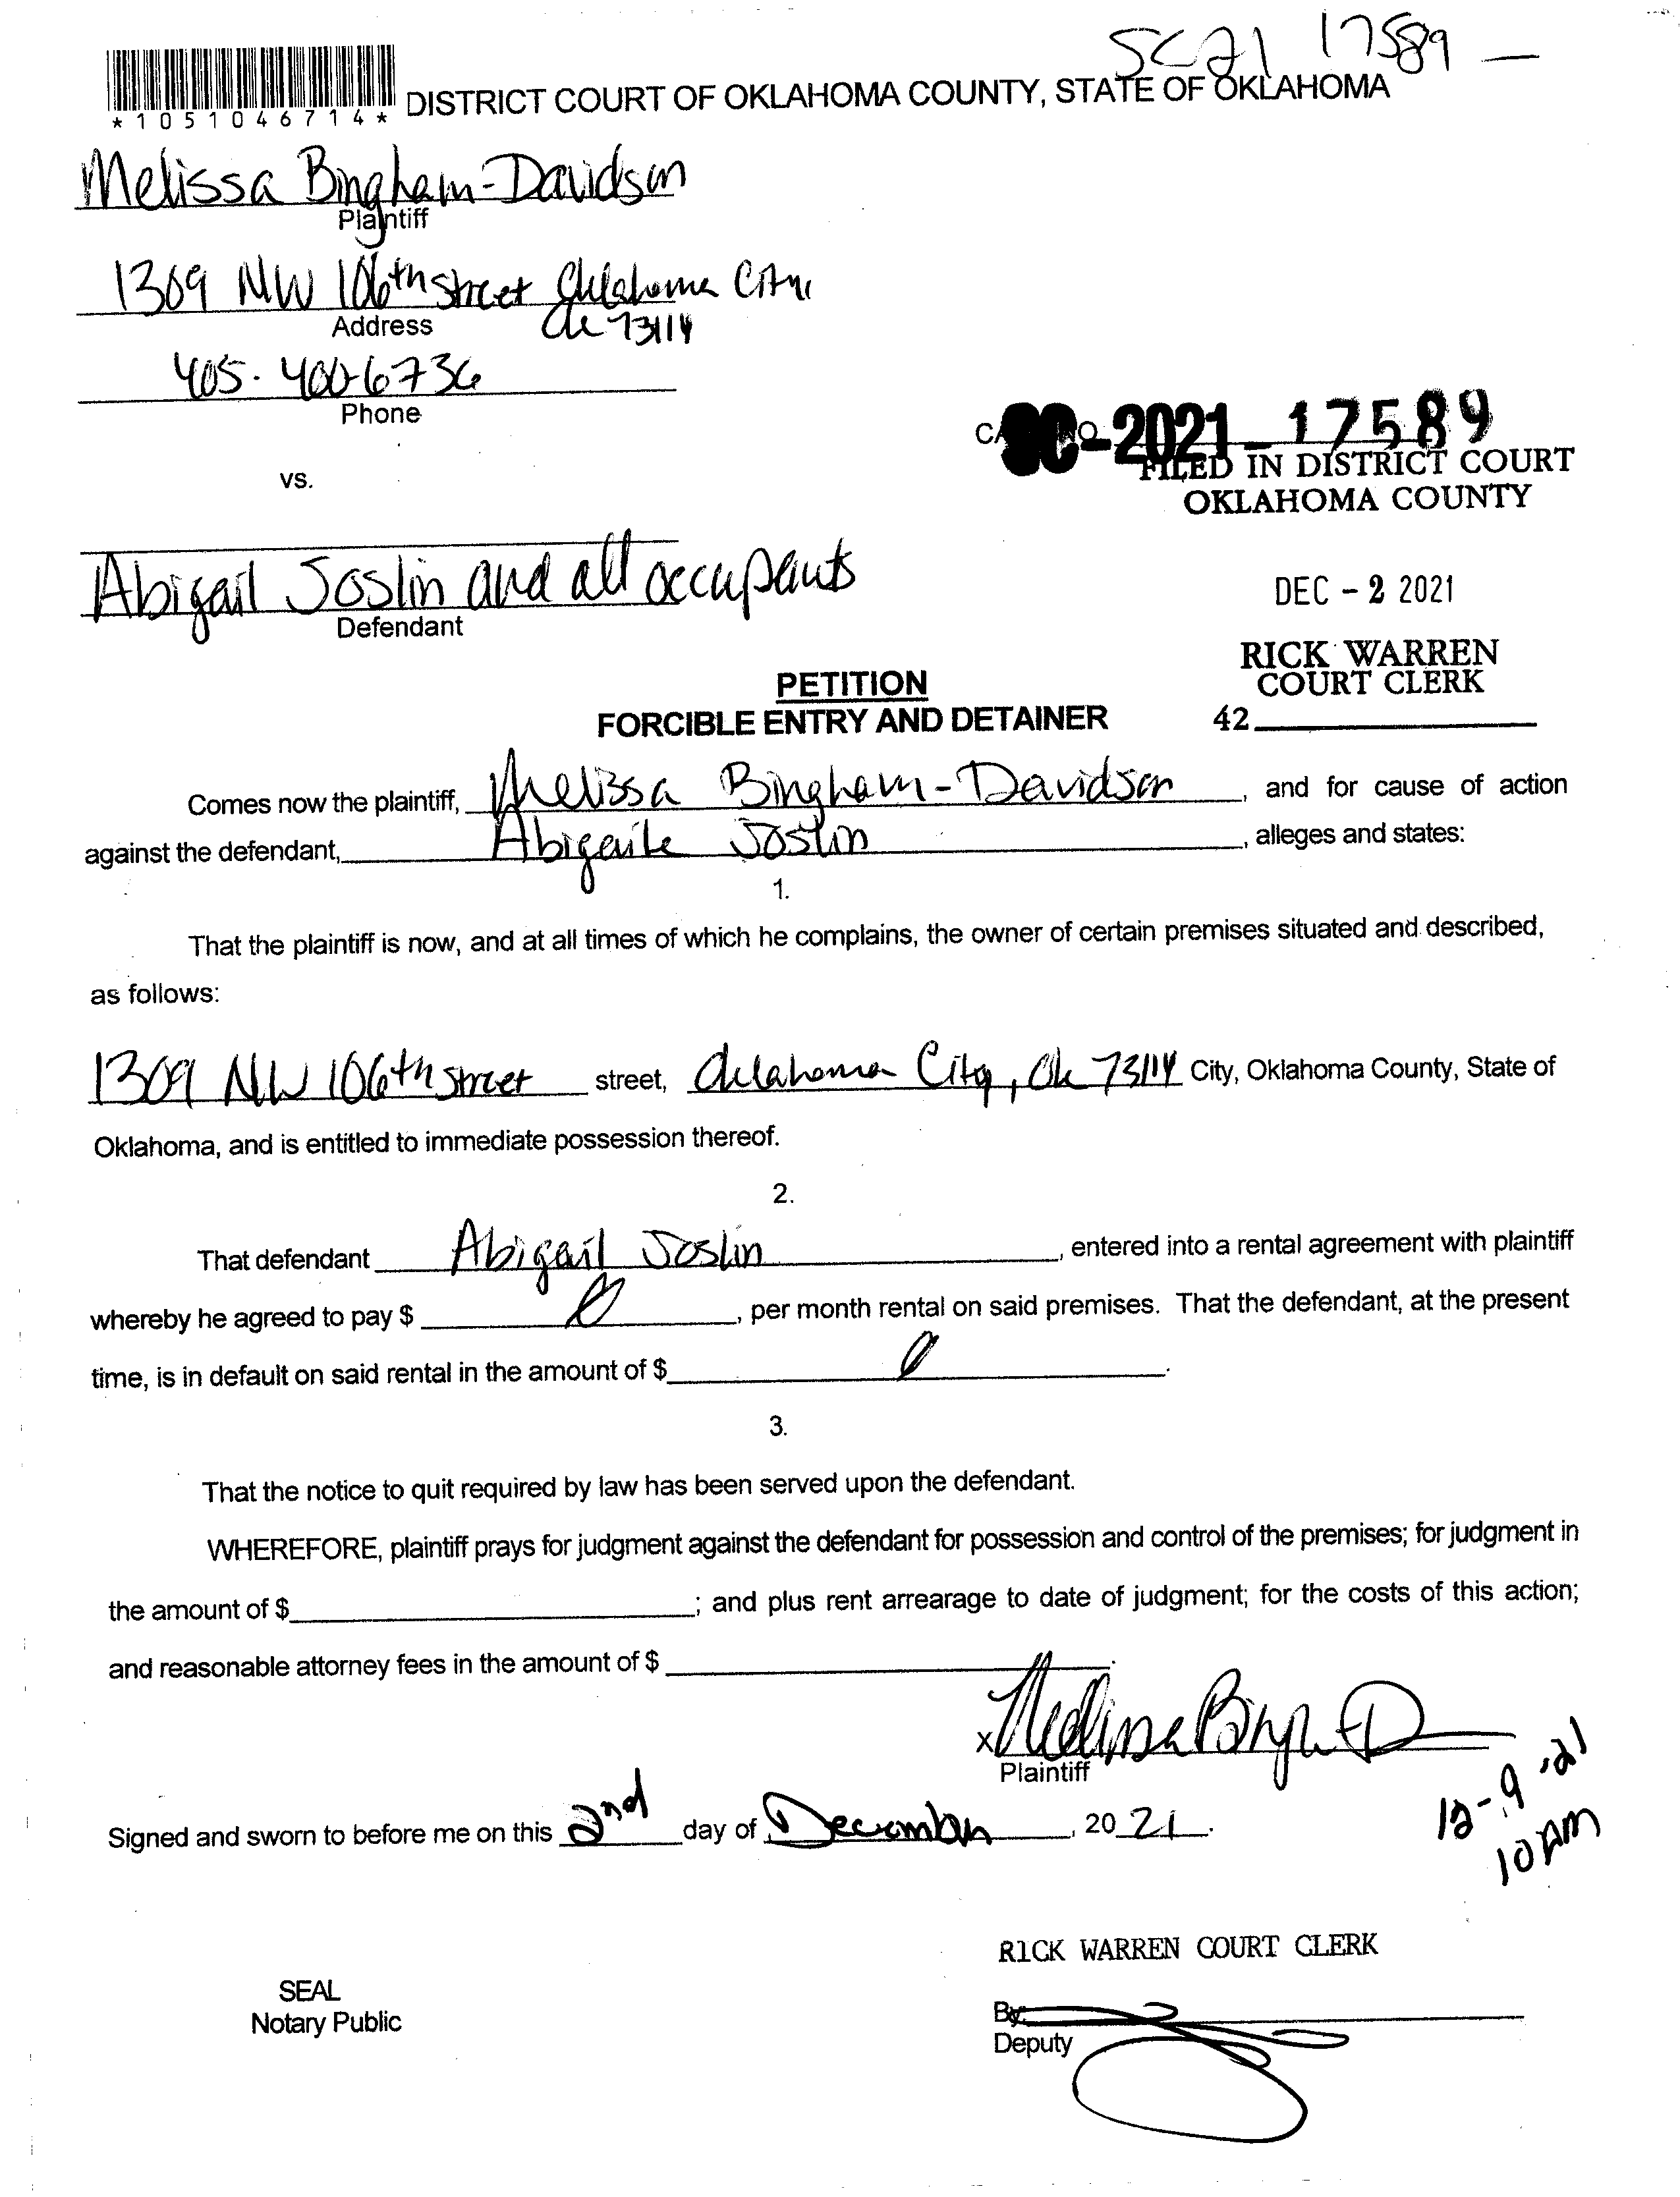 SC21 17589
*1051046714*
DISTRICT COURT OF OKLAHOMA COUNTY, STATE OF OKLAHOMA
Melissa Bingham-Davidson
Plaintiff
1309 NW 106th street Oklahoma City,
Ok 73114
Address
405-400-6736
Phone
SC-2021-17589
vs.
FILED IN DISTRICT COURT
OKLAHOMA COUNTY
Abigail Joslin and all occupants
Defendant
DEC - 2 2021
RICK WARREN
COURT CLERK
42
PETITION
FORCIBLE ENTRY AND DETAINER
Comes now the plaintiff, Melissa Bingham-Davidson, and for cause of action
against the defendant, Abigaile Joslin, alleges and states:
1.
That the plaintiff is now, and at all times of which he complains, the owner of certain premises situated and described,
as follows:
1309 NW 106th street street, Oklahoma City, Ok 73114 City, Oklahoma County, State of
Oklahoma, and is entitled to immediate possession thereof.
2.
That defendant Abigail Joslin, entered into a rental agreement with plaintiff
whereby he agreed to pay $ 0, per month rental on said premises. That the defendant, at the present
time, is in default on said rental in the amount of $ 0.
3.
That the notice to quit required by law has been served upon the defendant.
WHEREFORE, plaintiff prays for judgment against the defendant for possession and control of the premises; for judgment in
the amount of $; and plus rent arrearage to date of judgment; for the costs of this action;
and reasonable attorney fees in the amount of $.
x
Plaintiff
Signed and sworn to before me on this 2nd day of December, 2021.
12-9-21
10 AM
RICK WARREN COURT CLERK
SEAL
Notary Public
By:
Deputy